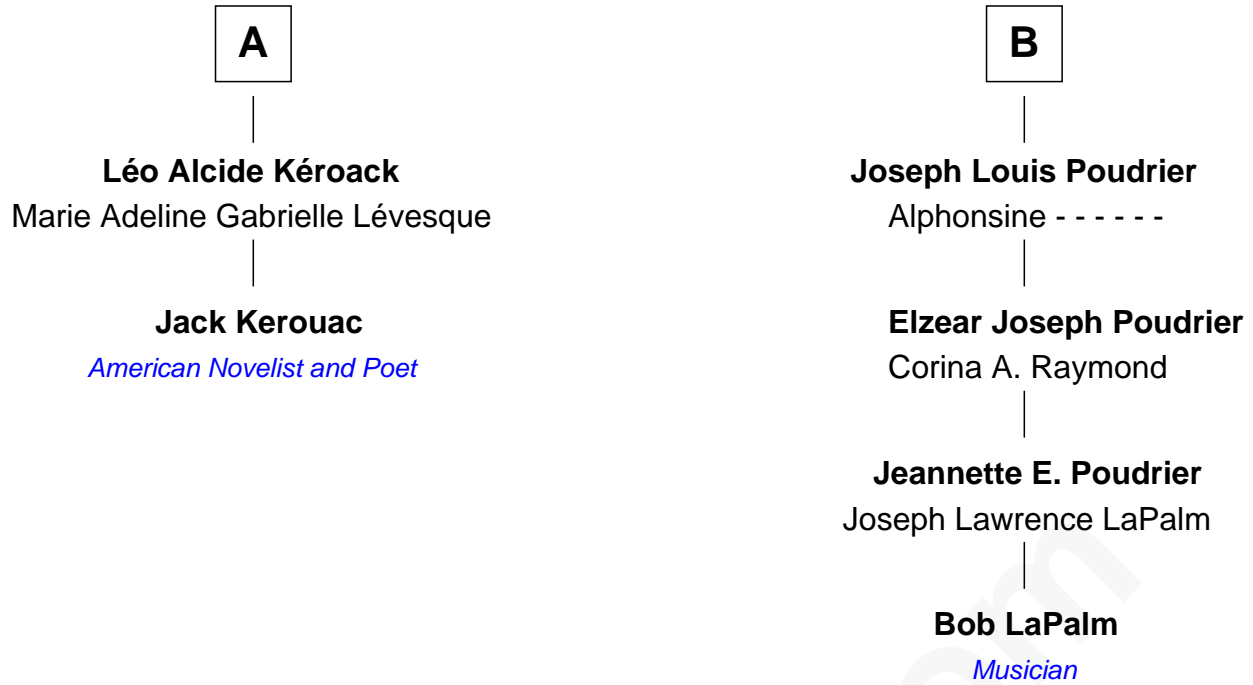 A
Léo Alcide Kéroack
Marie Adeline Gabrielle Lévesque
Jack Kerouac
American Novelist and Poet
B
Joseph Louis Poudrier
Alphonsine - - - - - -
Elzear Joseph Poudrier
Corina A. Raymond
Jeannette E. Poudrier
Joseph Lawrence LaPalm
Bob LaPalm
Musician
om